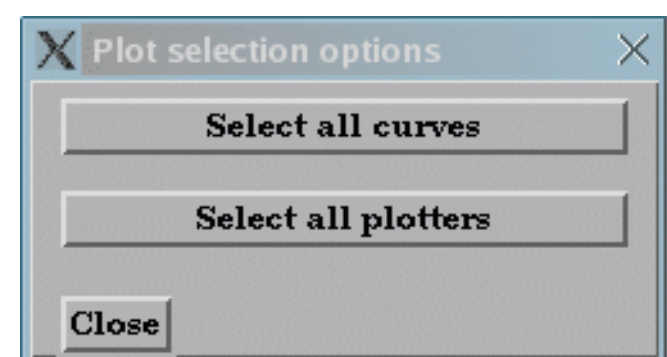 Plot selection options
Select all curves
Select all plotters
Close